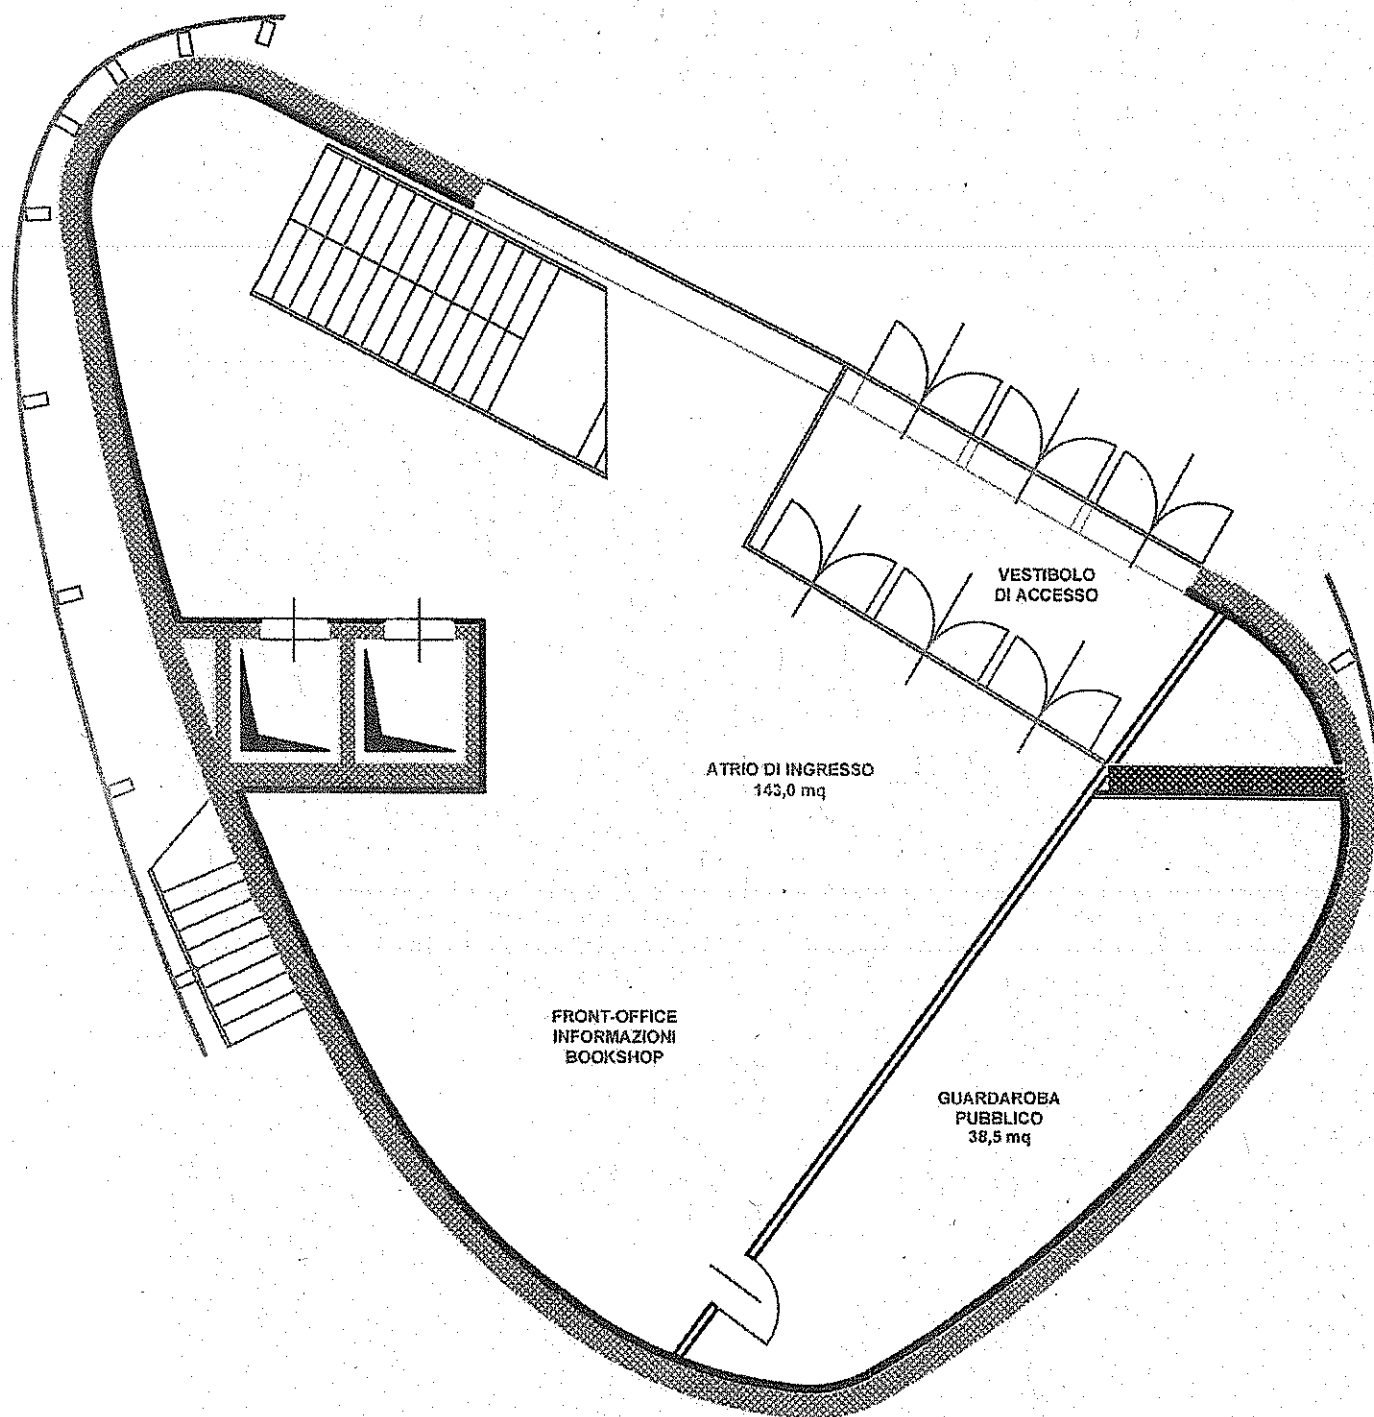 VESTIBOLO
DI ACCESSO
ATRIO DI INGRESSO
143,0 mq
FRONT-OFFICE
INFORMAZIONI
BOOKSHOP
GUARDAROBA
PUBBLICO
38,5 mq